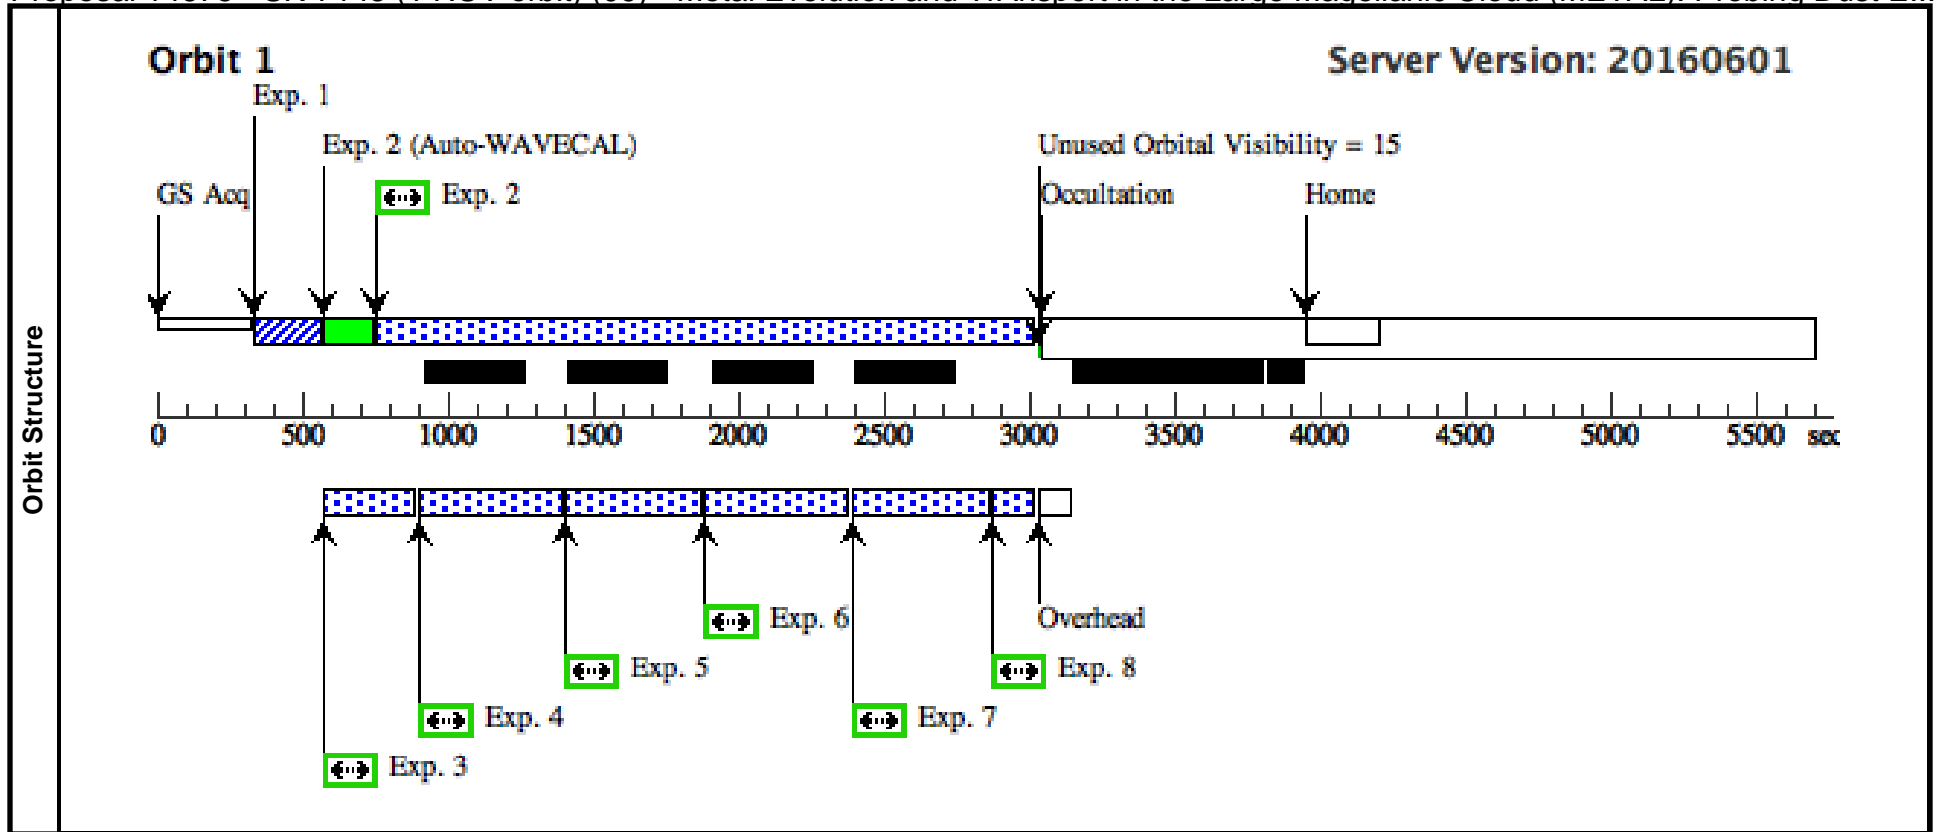 Orbit 1
Server Version: 20160601
Exp. 1
Exp. 2 (Auto-WAVECAL)
Unused Orbital Visibility = 15
GS Acq
Exp. 2
Occultation
Home
Orbit Structure
0 500 1000 1500 2000 2500 3000 3500 4000 4500 5000 5500 sec
Exp. 6
Overhead
Exp. 5
Exp. 8
Exp. 4
Exp. 7
Exp. 3